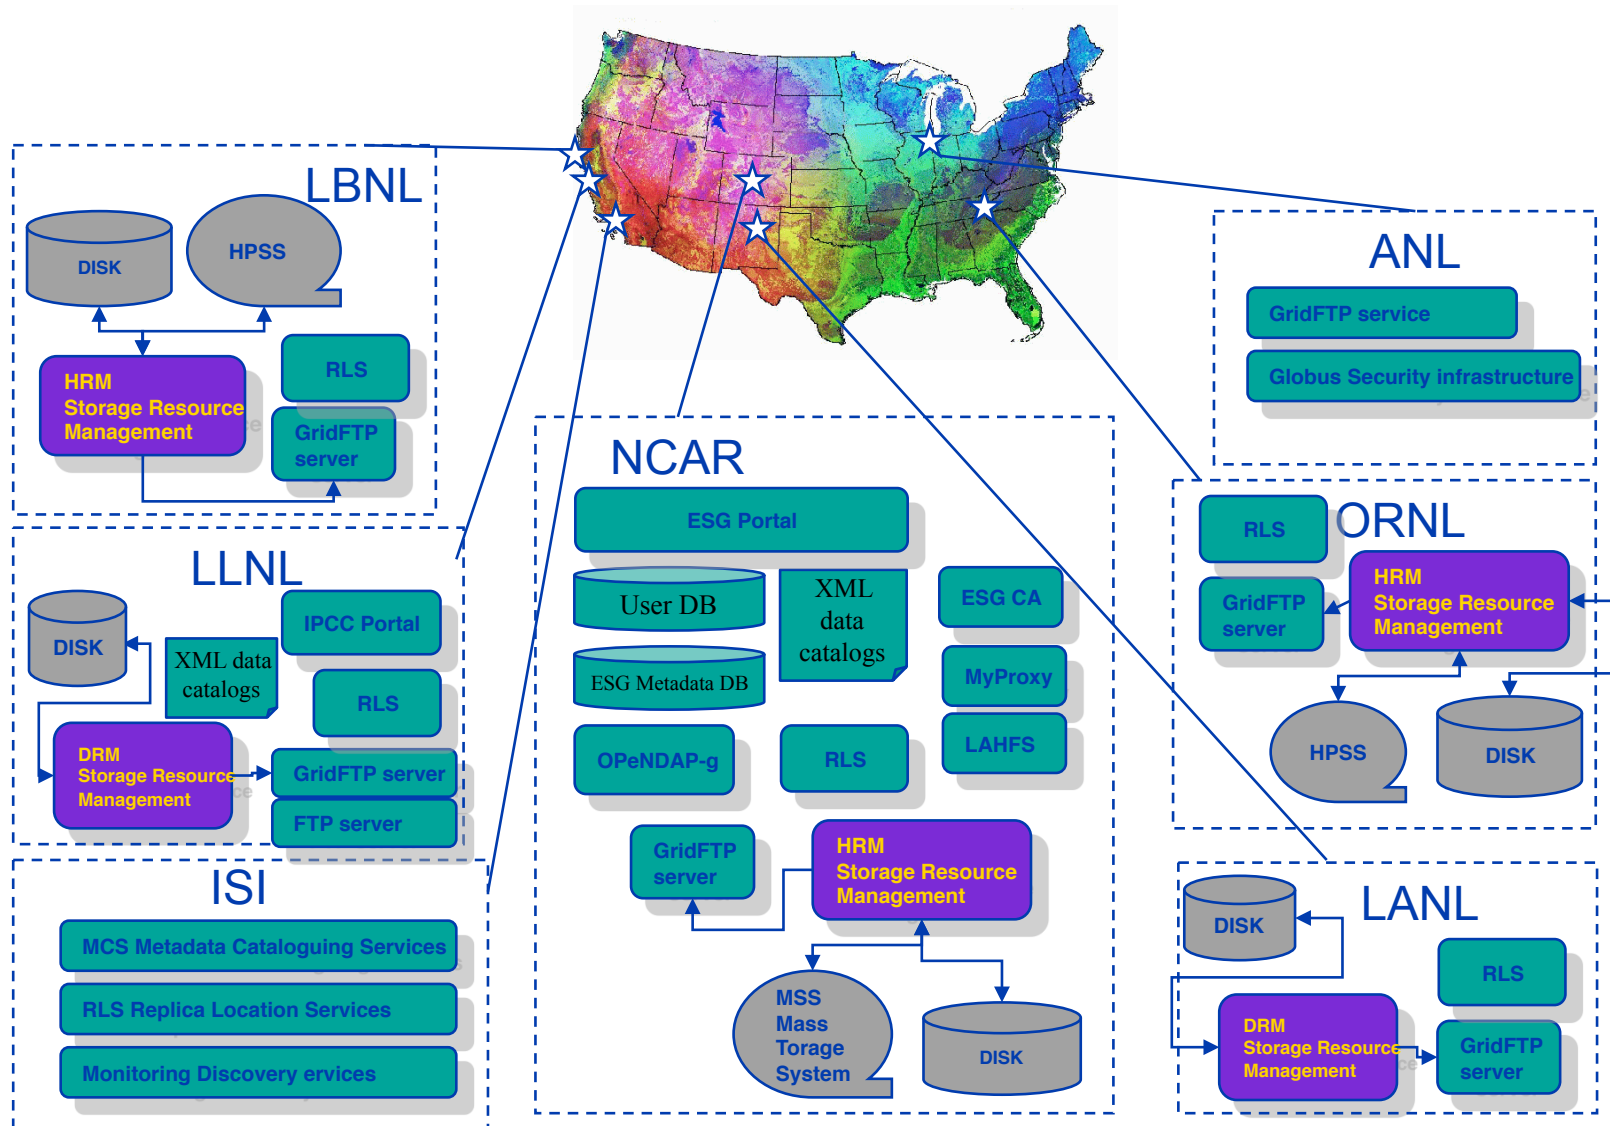 LBNL
DISK
HPSS
RLS
HRM
Storage Resource
Management
GridFTP
server
LLNL
DISK
IPCC Portal
XML data
catalogs
RLS
DRM
Storage Resource
Management
GridFTP server
FTP server
ISI
MCS Metadata Cataloguing Services
RLS Replica Location Services
Monitoring Discovery ervices
NCAR
ESG Portal
User DB
XML
data
catalogs
ESG CA
ESG Metadata DB
MyProxy
OPeNDAP-g
RLS
LAHFS
GridFTP
server
HRM
Storage Resource
Management
MSS
Mass
Torage
System
DISK
ANL
GridFTP service
Globus Security infrastructure
ORNL
RLS
GridFTP
server
HRM
Storage Resource
Management
HPSS
DISK
LANL
DISK
RLS
DRM
Storage Resource
Management
GridFTP
server